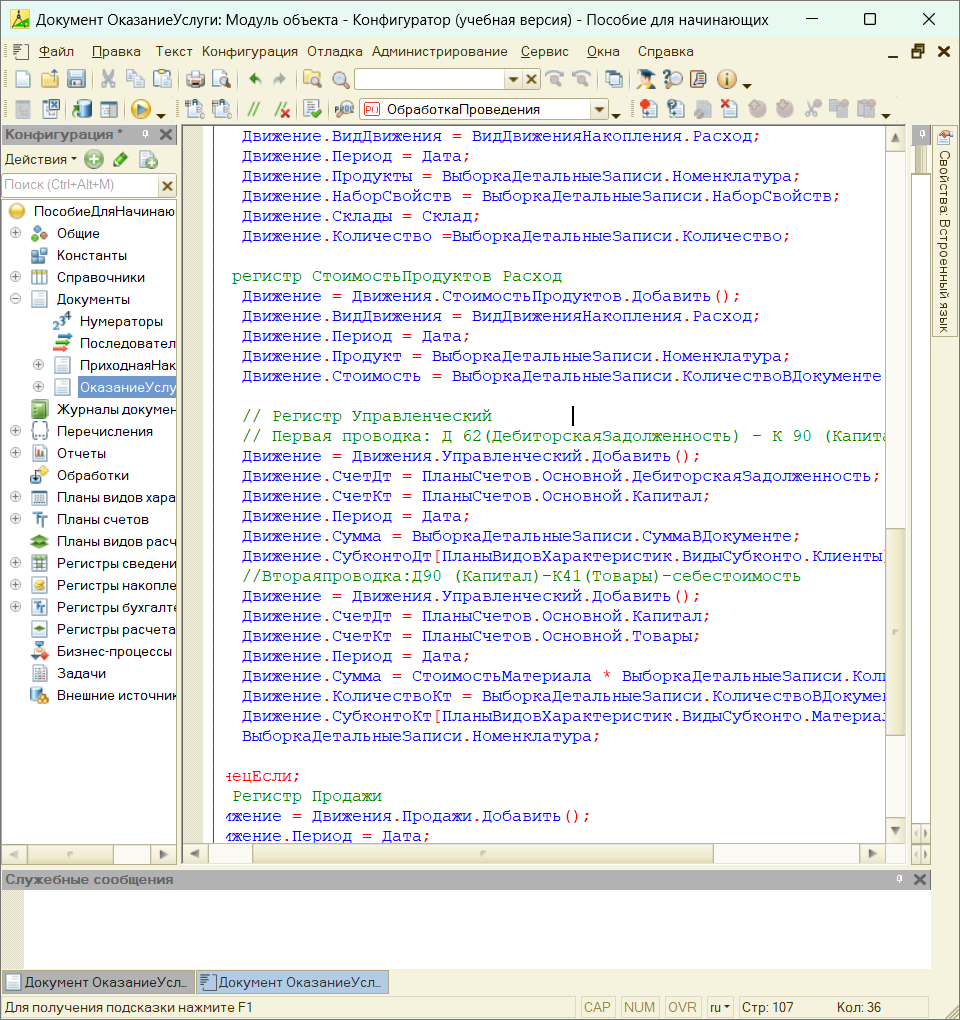 Документ ОказаниеУслуги: Модуль объекта - Конфигуратор (учебная версия) - Пособие для начинающих
Файл Правка Текст Конфигурация Отладка Администрирование Сервис Окна Справка
ОбработкаПроведения
Конфигурация *
Действия
Поиск (Ctrl+Alt+M)
ПособиеДляНачинаю
Общие
Константы
Справочники
Документы
Нумераторы
Последовател
ПриходнаяНак
ОказаниеУслу
Журналы докумен
Перечисления
Отчеты
Обработки
Планы видов хара
Планы счетов
Планы видов расч
Регистры сведени
Регистры накопле
Регистры бухгалте
Регистры расчета
Бизнес-процессы
Задачи
Внешние источник
Движение.ВидДвижения = ВидДвиженияНакопления.Расход;
Движение.Период = Дата;
Движение.Продукты = ВыборкаДетальныеЗаписи.Номенклатура;
Движение.НаборСвойств = ВыборкаДетальныеЗаписи.НаборСвойств;
Движение.Склады = Склад;
Движение.Количество =ВыборкаДетальныеЗаписи.Количество;
регистр СтоимостьПродуктов Расход
Движение = Движения.СтоимостьПродуктов.Добавить();
Движение.ВидДвижения = ВидДвиженияНакопления.Расход;
Движение.Период = Дата;
Движение.Продукт = ВыборкаДетальныеЗаписи.Номенклатура;
Движение.Стоимость = ВыборкаДетальныеЗаписи.КоличествоВДокументе
// Регистр Управленческий
// Первая проводка: Д 62(ДебиторскаяЗадолженность) - К 90 (Капита
Движение = Движения.Управленческий.Добавить();
Движение.СчетДт = ПланыСчетов.Основной.ДебиторскаяЗадолженность;
Движение.СчетКт = ПланыСчетов.Основной.Капитал;
Движение.Период = Дата;
Движение.Сумма = ВыборкаДетальныеЗаписи.СуммаВДокументе;
Движение.СубконтоДт[ПланыВидовХарактеристик.ВидыСубконто.Клиенты]
//Втораяпроводка:Д90 (Капитал)-К41(Товары)-себестоимость
Движение = Движения.Управленческий.Добавить();
Движение.СчетДт = ПланыСчетов.Основной.Капитал;
Движение.СчетКт = ПланыСчетов.Основной.Товары;
Движение.Период = Дата;
Движение.Сумма = СтоимостьМатериала * ВыборкаДетальныеЗаписи.Коли
Движение.КоличествоКт = ВыборкаДетальныеЗаписи.КоличествоВДокумен
Движение.СубконтоКт[ПланыВидовХарактеристик.ВидыСубконто.Материал
ВыборкаДетальныеЗаписи.Номенклатура;
нецЕсли;
Регистр Продажи
ижение = Движения.Продажи.Добавить();
ижение.Период = Дата;
Свойства: Встроенный язык
Служебные сообщения
Документ ОказаниеУсл... Документ ОказаниеУсл...
Для получения подсказки нажмите F1 CAP NUM OVR ru Стр: 107 Кол: 36